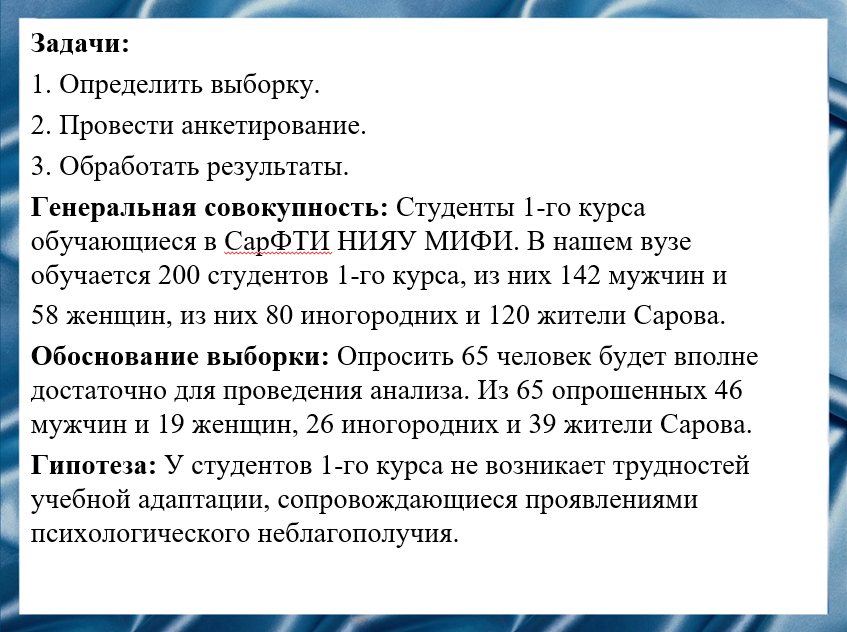 Задачи:
1. Определить выборку.
2. Провести анкетирование.
3. Обработать результаты.
Генеральная совокупность: Студенты 1-го курса
обучающиеся в СарФТИ НИЯУ МИФИ. В нашем вузе
обучается 200 студентов 1-го курса, из них 142 мужчин и
58 женщин, из них 80 иногородних и 120 жители Сарова.
Обоснование выборки: Опросить 65 человек будет вполне
достаточно для проведения анализа. Из 65 опрошенных 46
мужчин и 19 женщин, 26 иногородних и 39 жители Сарова.
Гипотеза: У студентов 1-го курса не возникает трудностей
учебной адаптации, сопровождающиеся проявлениями
психологического неблагополучия.